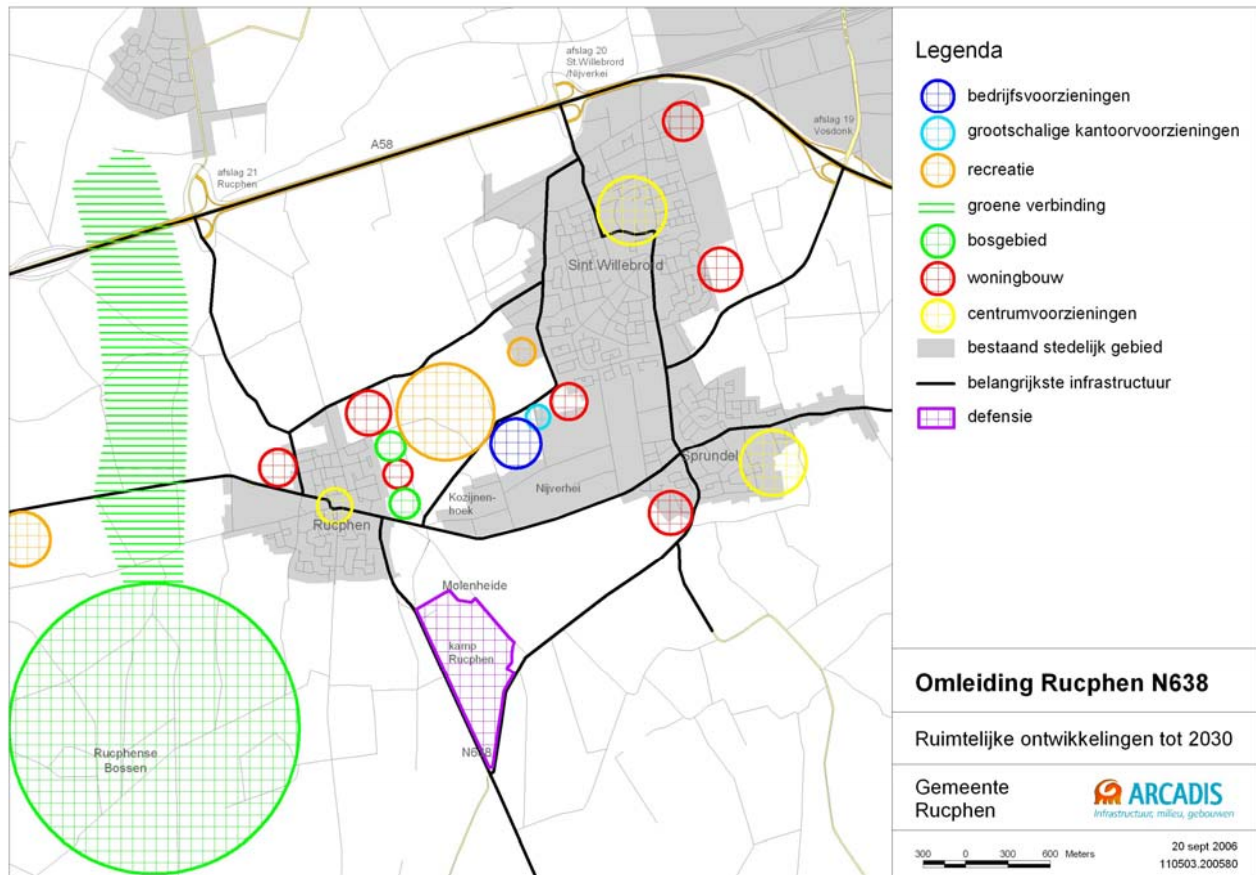 afslag 20
St.Willebrord
/Nijverkei
afslag 19
Vosdonk
A58
afslag 21
Rucphen
Sint Willebrord
Sprundel
Nijverhei
Kozijnen-
hoek
Rucphen
Molenheide
kamp
Rucphen
N638
Rucphense
Bossen
Legenda
bedrijfsvoorzieningen
grootschalige kantoorvoorzieningen
recreatie
groene verbinding
bosgebied
woningbouw
centrumvoorzieningen
bestaand stedelijk gebied
belangrijkste infrastructuur
defensie
Omleiding Rucphen N638
Ruimtelijke ontwikkelingen tot 2030
Gemeente
Rucphen
ARCADIS
Infrastructuur, milieu, gebouwen
300 0 300 600 Meters
20 sept 2006
110503.200580